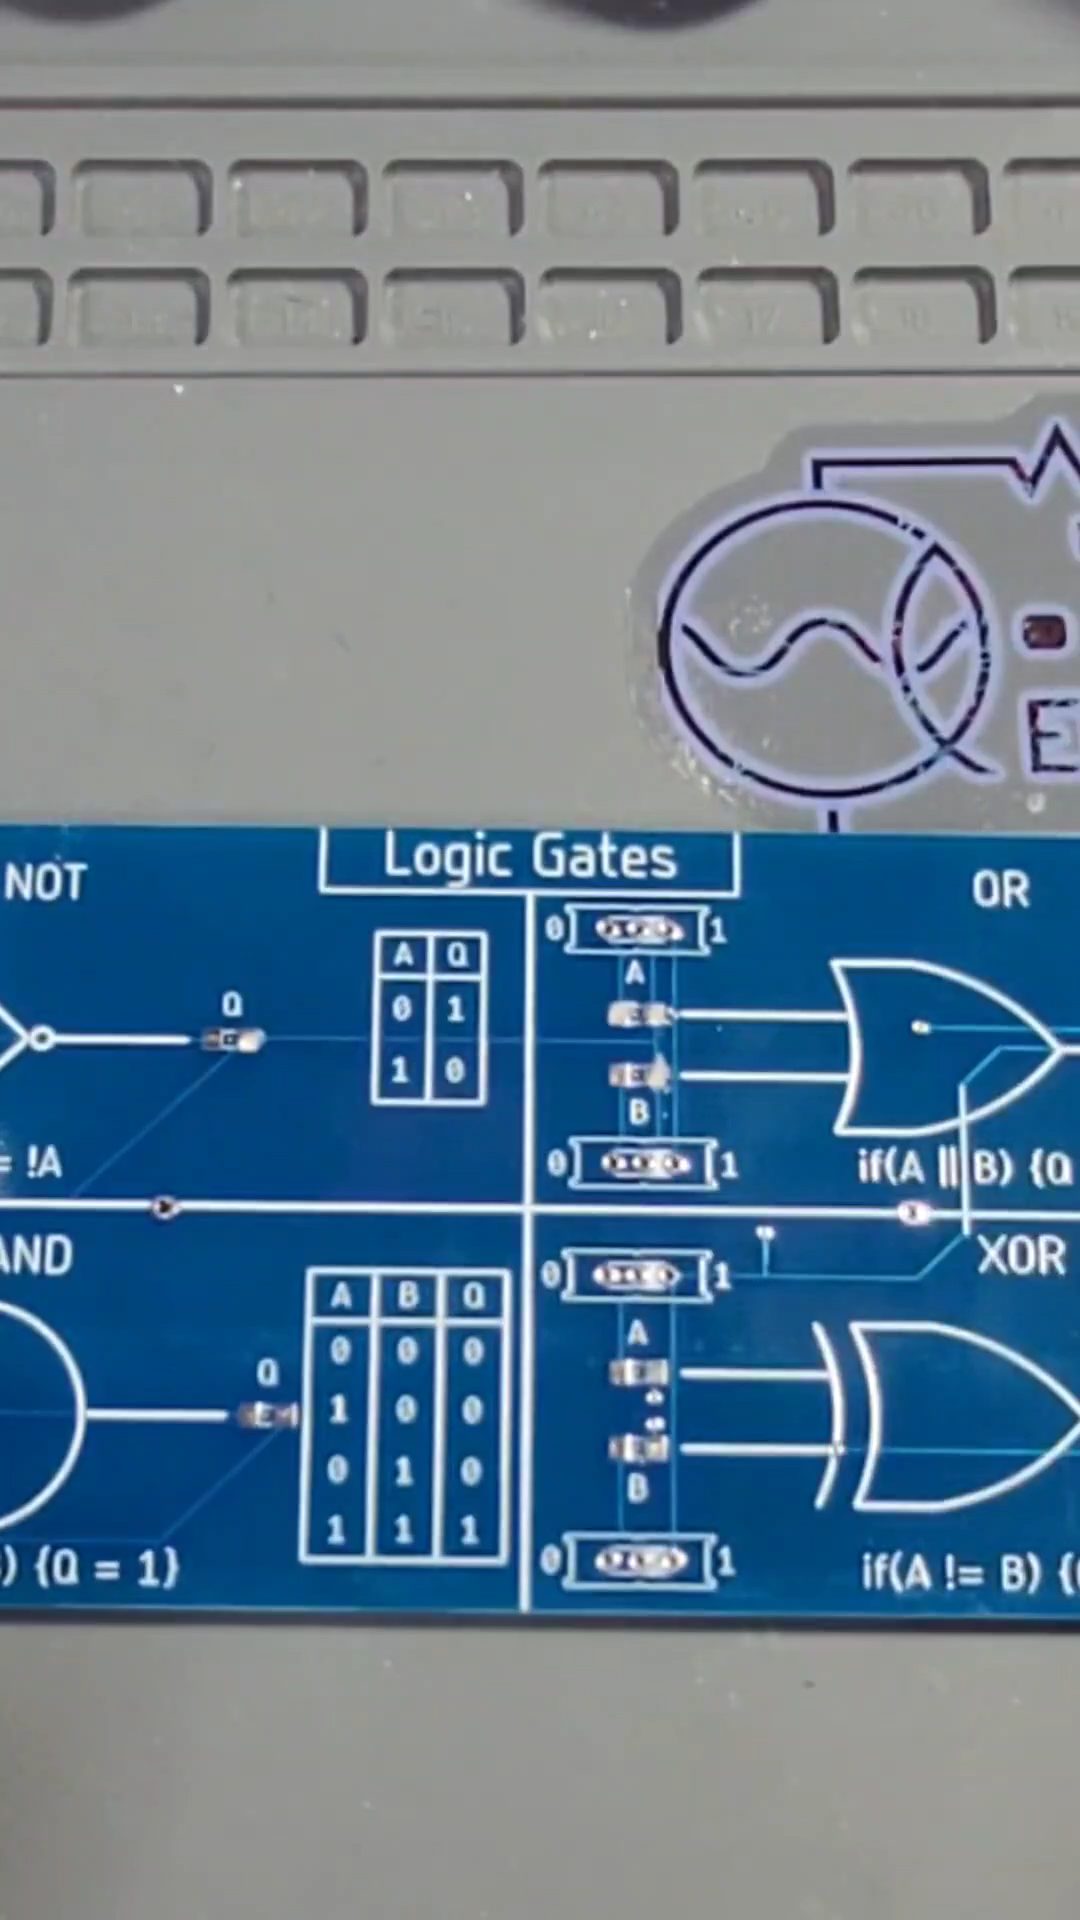 E
Logic Gates
NOT
Q
A Q
0 1
1 0
= !A
OR
0 1
A
B
0 1
if(A || B) {Q
AND
Q
A B Q
0 0 0
1 0 0
0 1 0
1 1 1
) {Q = 1}
XOR
0 1
A
B
0 1
if(A != B) {